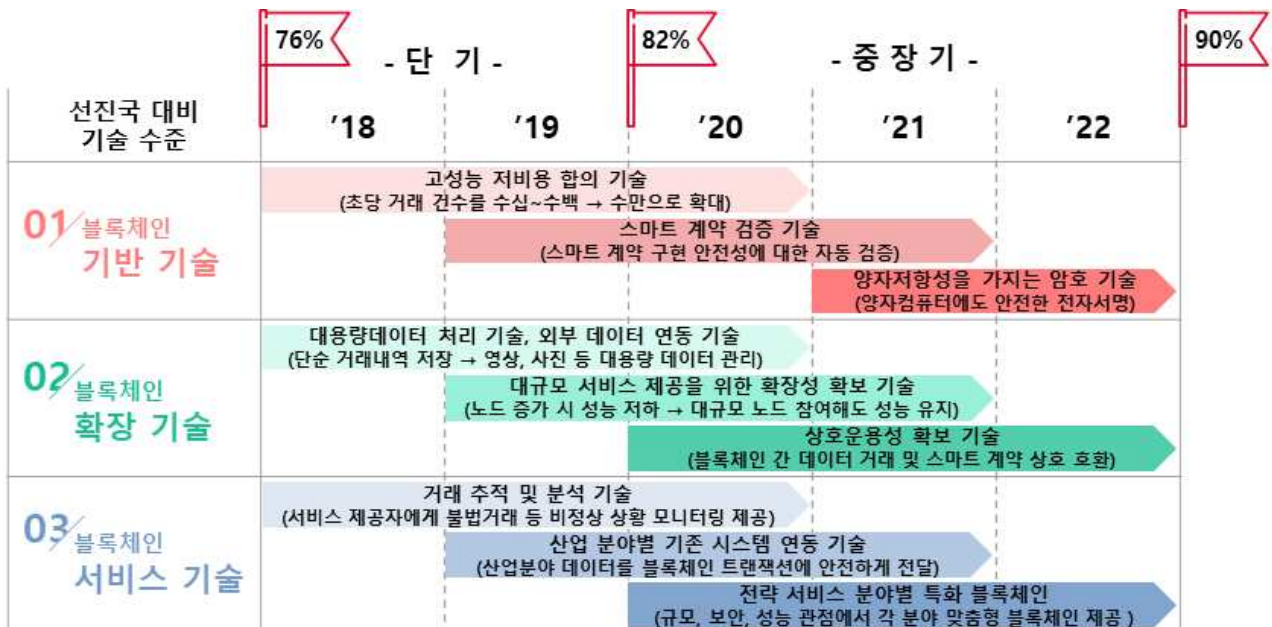 76%
- 단 기 -
82%
- 중 장 기 -
90%
선진국 대비
기술 수준
’18
’19
’20
’21
’22
01/블록체인
기반 기술
고성능 저비용 합의 기술
(초당 거래 건수를 수십~수백 → 수만으로 확대)
스마트 계약 검증 기술
(스마트 계약 구현 안전성에 대한 자동 검증)
양자저항성을 가지는 암호 기술
(양자컴퓨터에도 안전한 전자서명)
02/블록체인
확장 기술
대용량데이터 처리 기술, 외부 데이터 연동 기술
(단순 거래내역 저장 → 영상, 사진 등 대용량 데이터 관리)
대규모 서비스 제공을 위한 확장성 확보 기술
(노드 증가 시 성능 저하 → 대규모 노드 참여해도 성능 유지)
상호운용성 확보 기술
(블록체인 간 데이터 거래 및 스마트 계약 상호 호환)
03/블록체인
서비스 기술
거래 추적 및 분석 기술
(서비스 제공자에게 불법거래 등 비정상 상황 모니터링 제공)
산업 분야별 기존 시스템 연동 기술
(산업분야 데이터를 블록체인 트랜잭션에 안전하게 전달)
전략 서비스 분야별 특화 블록체인
(규모, 보안, 성능 관점에서 각 분야 맞춤형 블록체인 제공 )